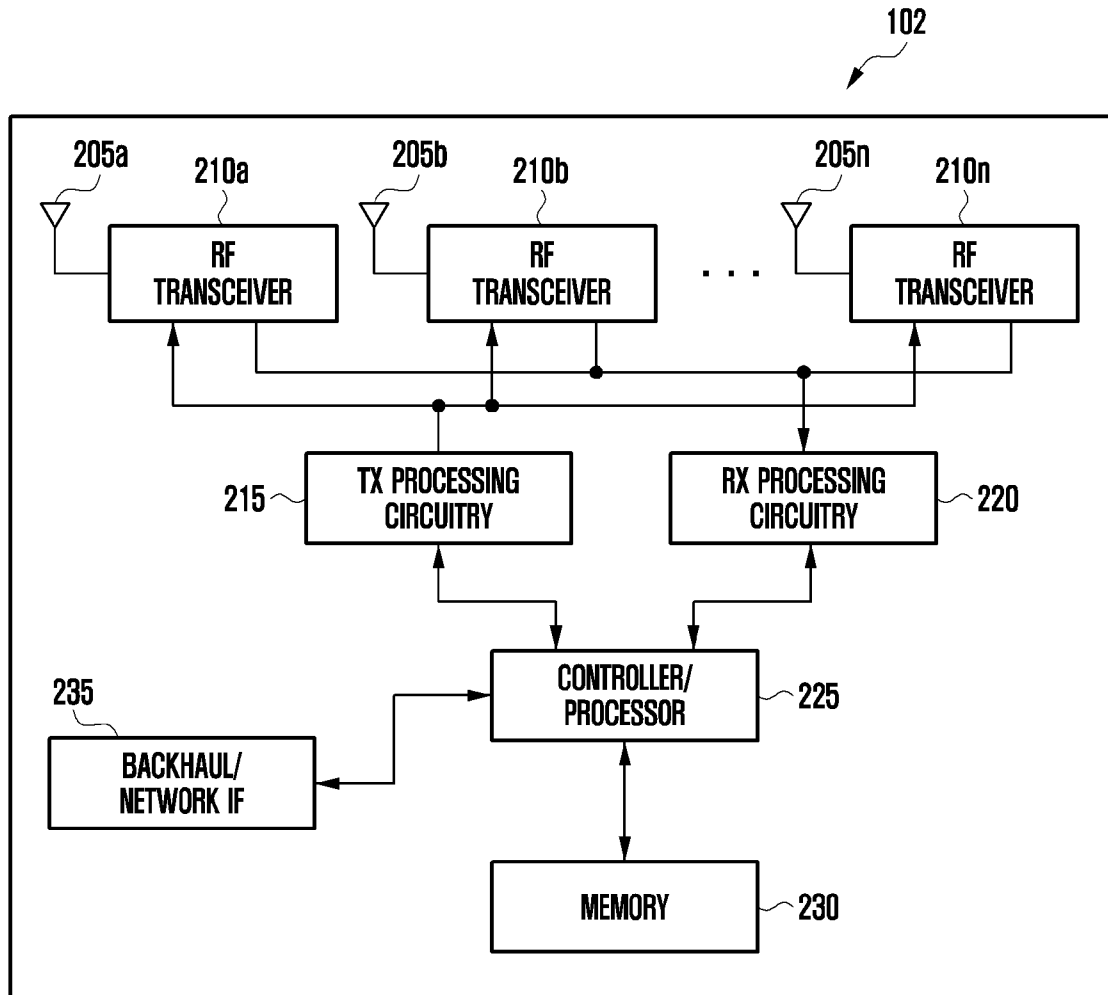 102
205a
210a
205b
210b
205n
210n
RF
TRANSCEIVER
RF
TRANSCEIVER
. . .
RF
TRANSCEIVER
215
TX PROCESSING
CIRCUITRY
RX PROCESSING
CIRCUITRY
220
CONTROLLER/
PROCESSOR
225
235
BACKHAUL/
NETWORK IF
MEMORY
230